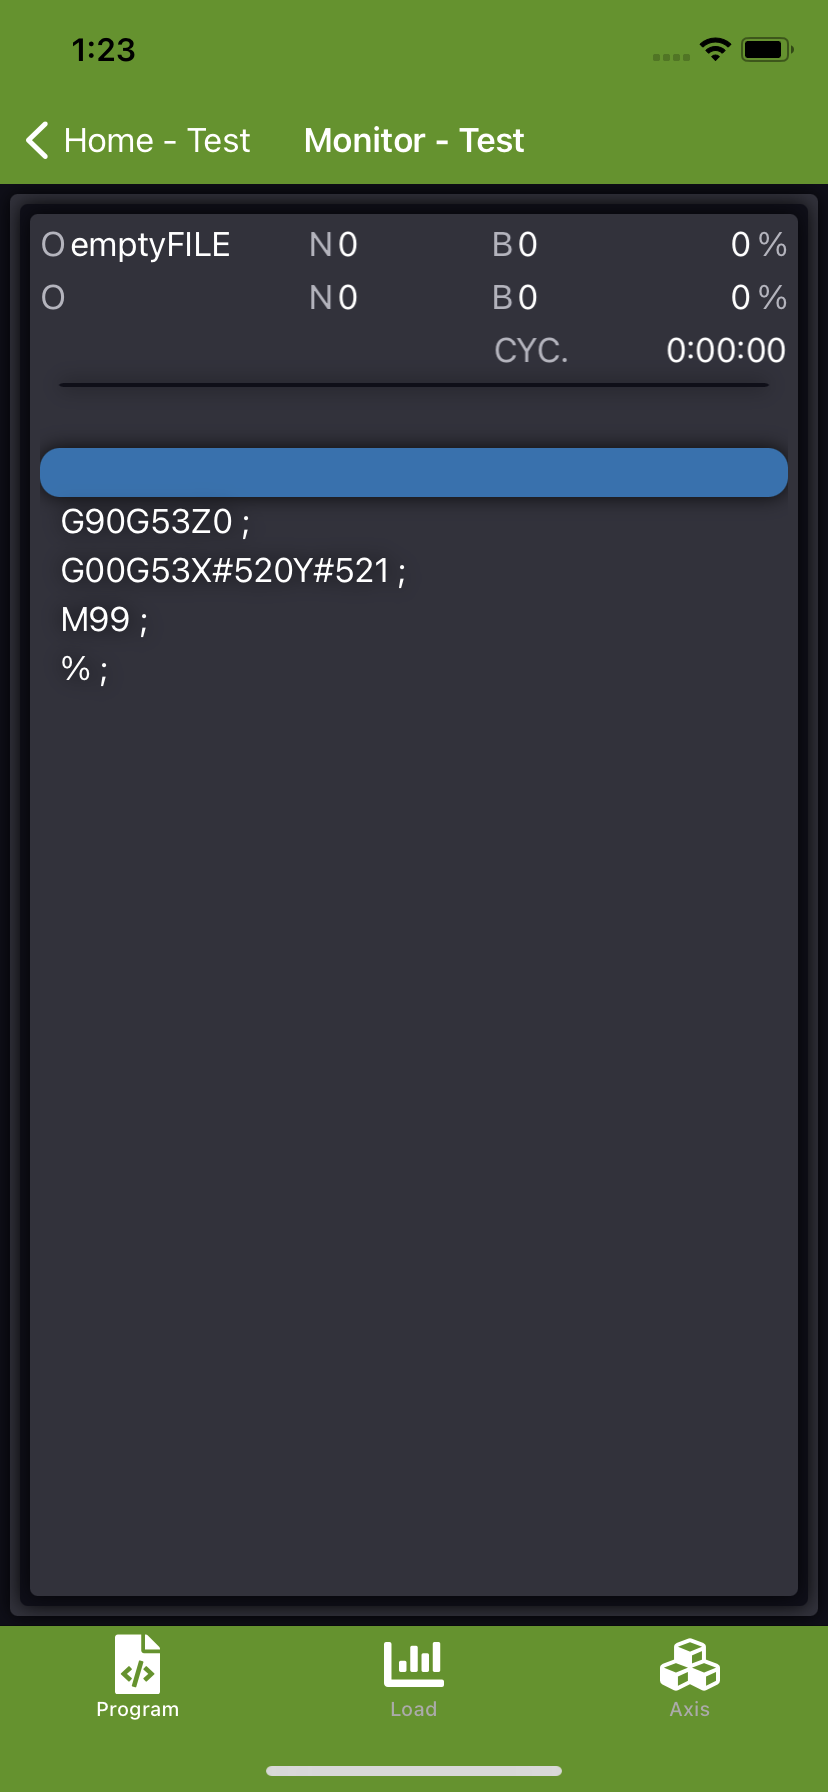 1:23
Home - Test Monitor - Test
O emptyFILE N 0 B 0 0 %
O N 0 B 0 0 %
CYC. 0:00:00
G90G53Z0 ;
G00G53X#520Y#521 ;
M99 ;
% ;
Program Load Axis